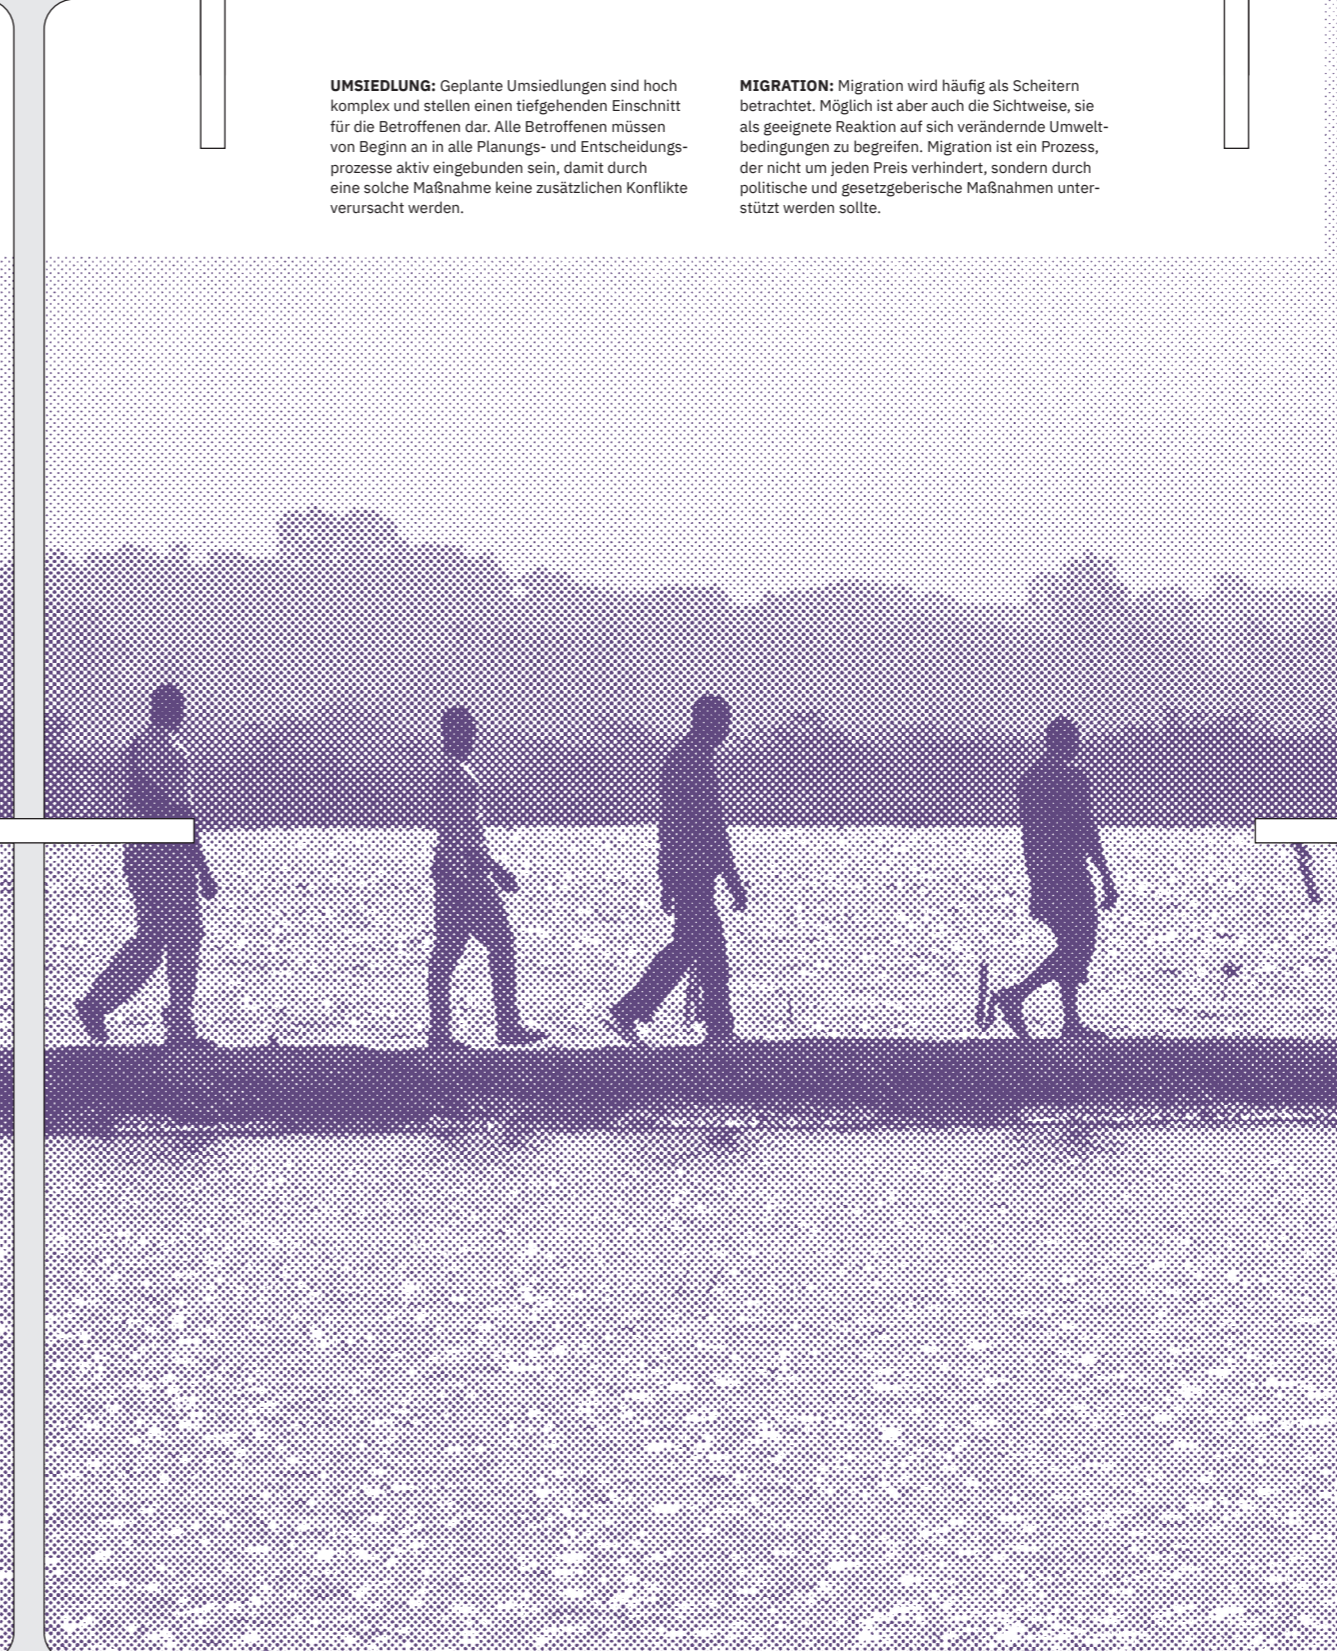 UMSIEDLUNG: Geplante Umsiedlungen sind hoch
komplex und stellen einen tiefgehenden Einschnitt
für die Betroffenen dar. Alle Betroffenen müssen
von Beginn an in alle Planungs- und Entscheidungs-
prozesse aktiv eingebunden sein, damit durch
eine solche Maßnahme keine zusätzlichen Konflikte
verursacht werden.
MIGRATION: Migration wird häufig als Scheitern
betrachtet. Möglich ist aber auch die Sichtweise, sie
als geeignete Reaktion auf sich verändernde Umwelt-
bedingungen zu begreifen. Migration ist ein Prozess,
der nicht um jeden Preis verhindert, sondern durch
politische und gesetzgeberische Maßnahmen unter-
stützt werden sollte.